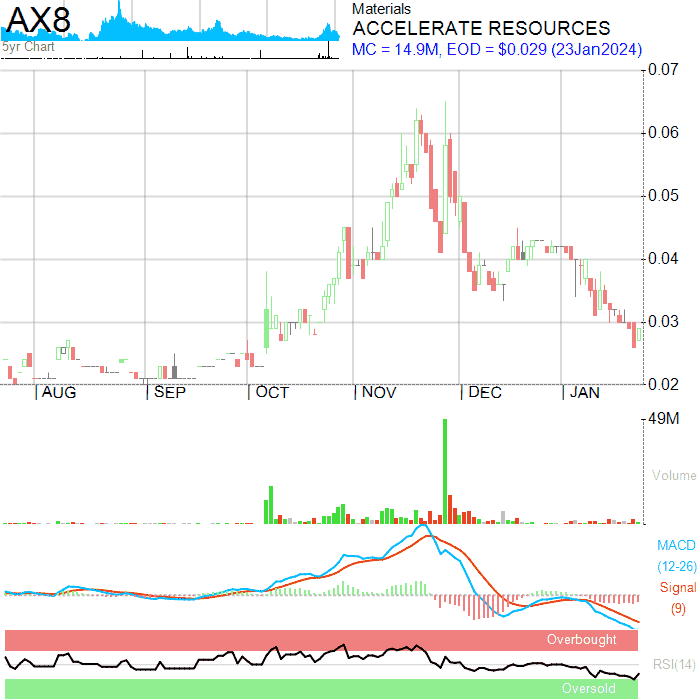 AX8
5yr Chart
Materials
ACCELERATE RESOURCES
MC = 14.9M, EOD = $0.029 (23Jan2024)
0.07
0.06
0.05
0.04
0.03
0.02
AUG SEP OCT NOV DEC JAN
49M
Volume
MACD
(12-26)
Signal
(9)
Overbought
RSI(14)
Oversold